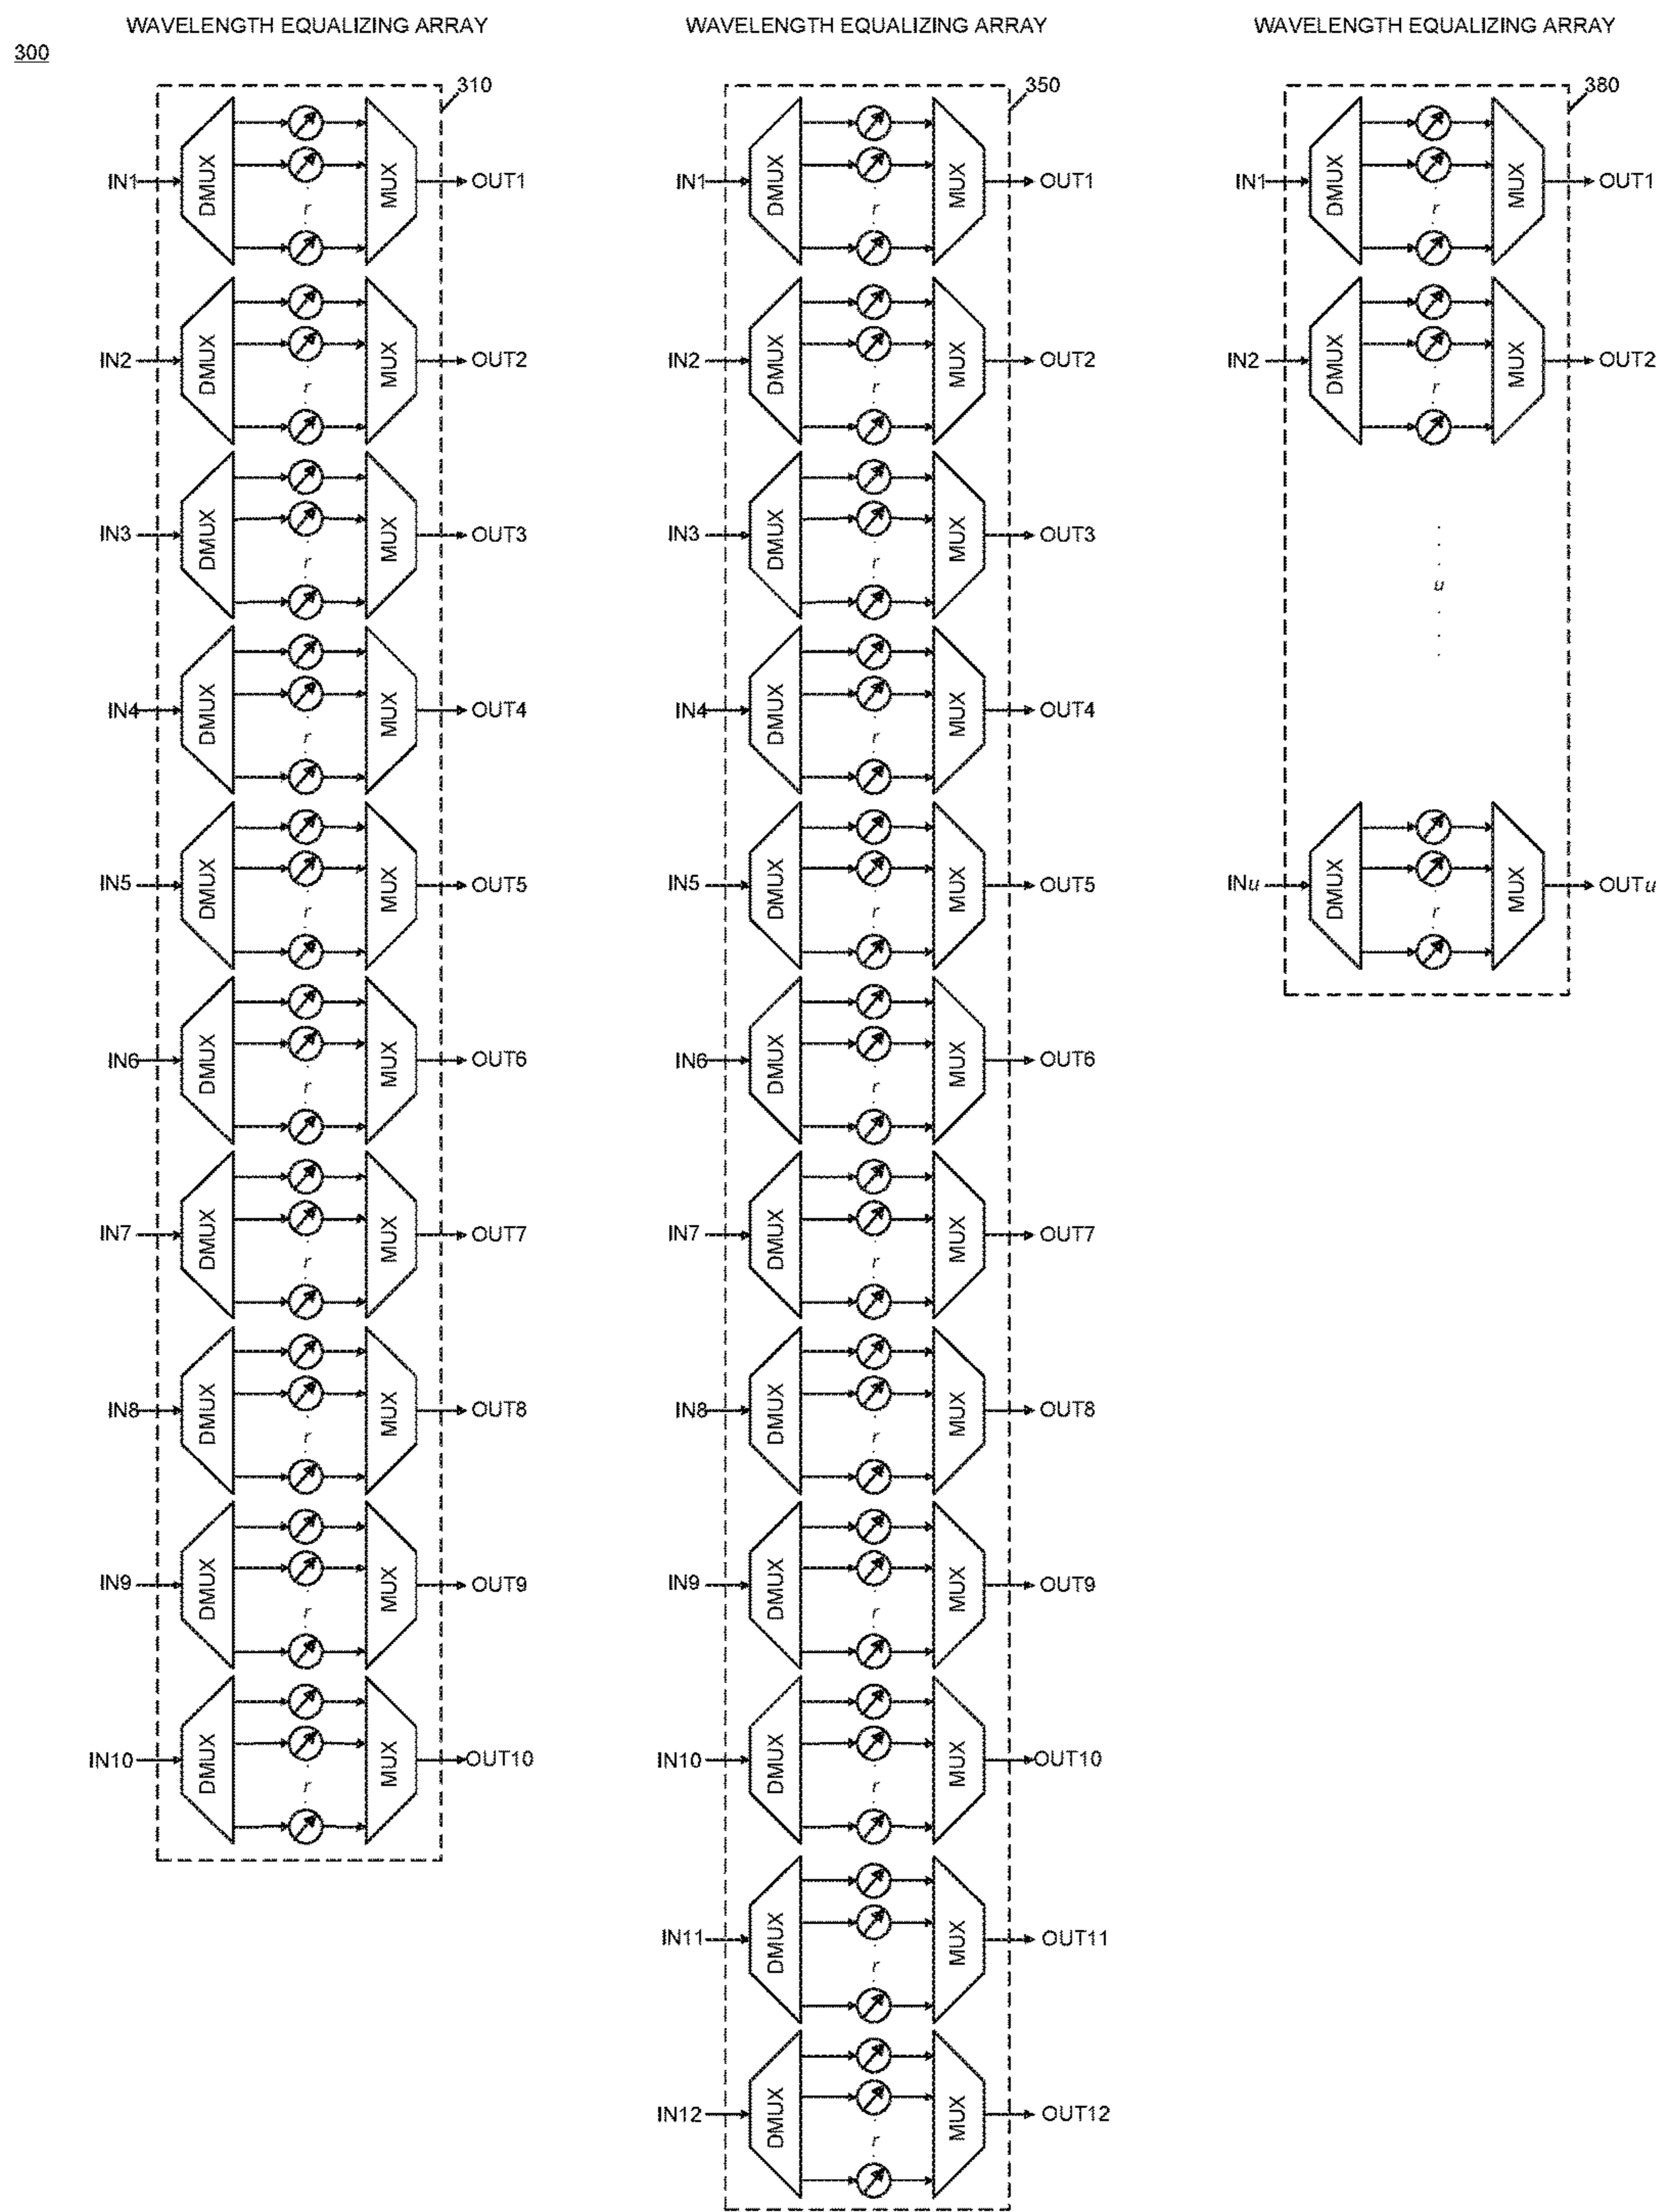 WAVELENGTH EQUALIZING ARRAY
WAVELENGTH EQUALIZING ARRAY
WAVELENGTH EQUALIZING ARRAY
300
310
350
380
IN1 DMUX r MUX OUT1
IN1 DMUX r MUX OUT1
IN1 DMUX r MUX OUT1
IN2 DMUX r MUX OUT2
IN2 DMUX r MUX OUT2
IN2 DMUX r MUX OUT2
IN3 DMUX r MUX OUT3
IN3 DMUX r MUX OUT3
u
IN4 DMUX r MUX OUT4
IN4 DMUX r MUX OUT4
IN5 DMUX r MUX OUT5
IN5 DMUX r MUX OUT5
INu DMUX r MUX OUTu
IN6 DMUX r MUX OUT6
IN6 DMUX r MUX OUT6
IN7 DMUX r MUX OUT7
IN7 DMUX r MUX OUT7
IN8 DMUX r MUX OUT8
IN8 DMUX r MUX OUT8
IN9 DMUX r MUX OUT9
IN9 DMUX r MUX OUT9
IN10 DMUX r MUX OUT10
IN10 DMUX r MUX OUT10
IN11 DMUX r MUX OUT11
IN12 DMUX r MUX OUT12